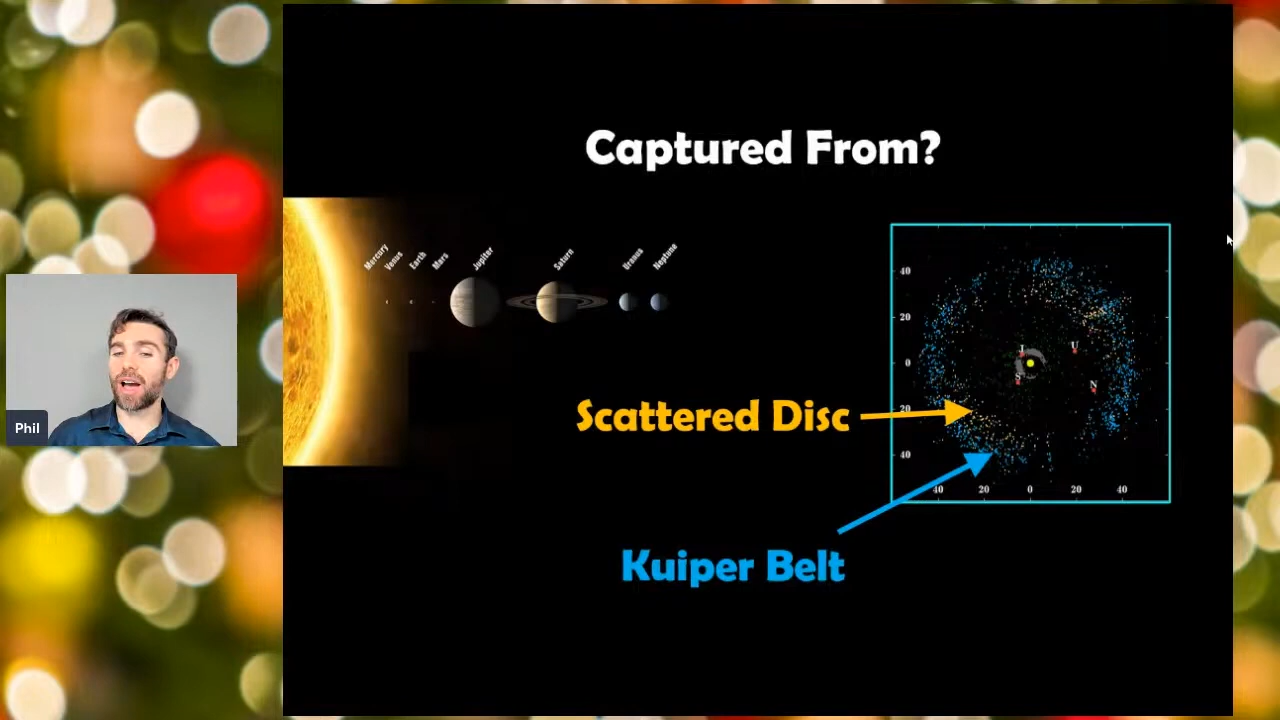 Captured From?
Mercury
Venus
Earth
Mars
Jupiter
Saturn
Uranus
Neptune
40
20
0
20
40
J
U
S
N
40
20
0
20
40
Scattered Disc
Kuiper Belt
Phil